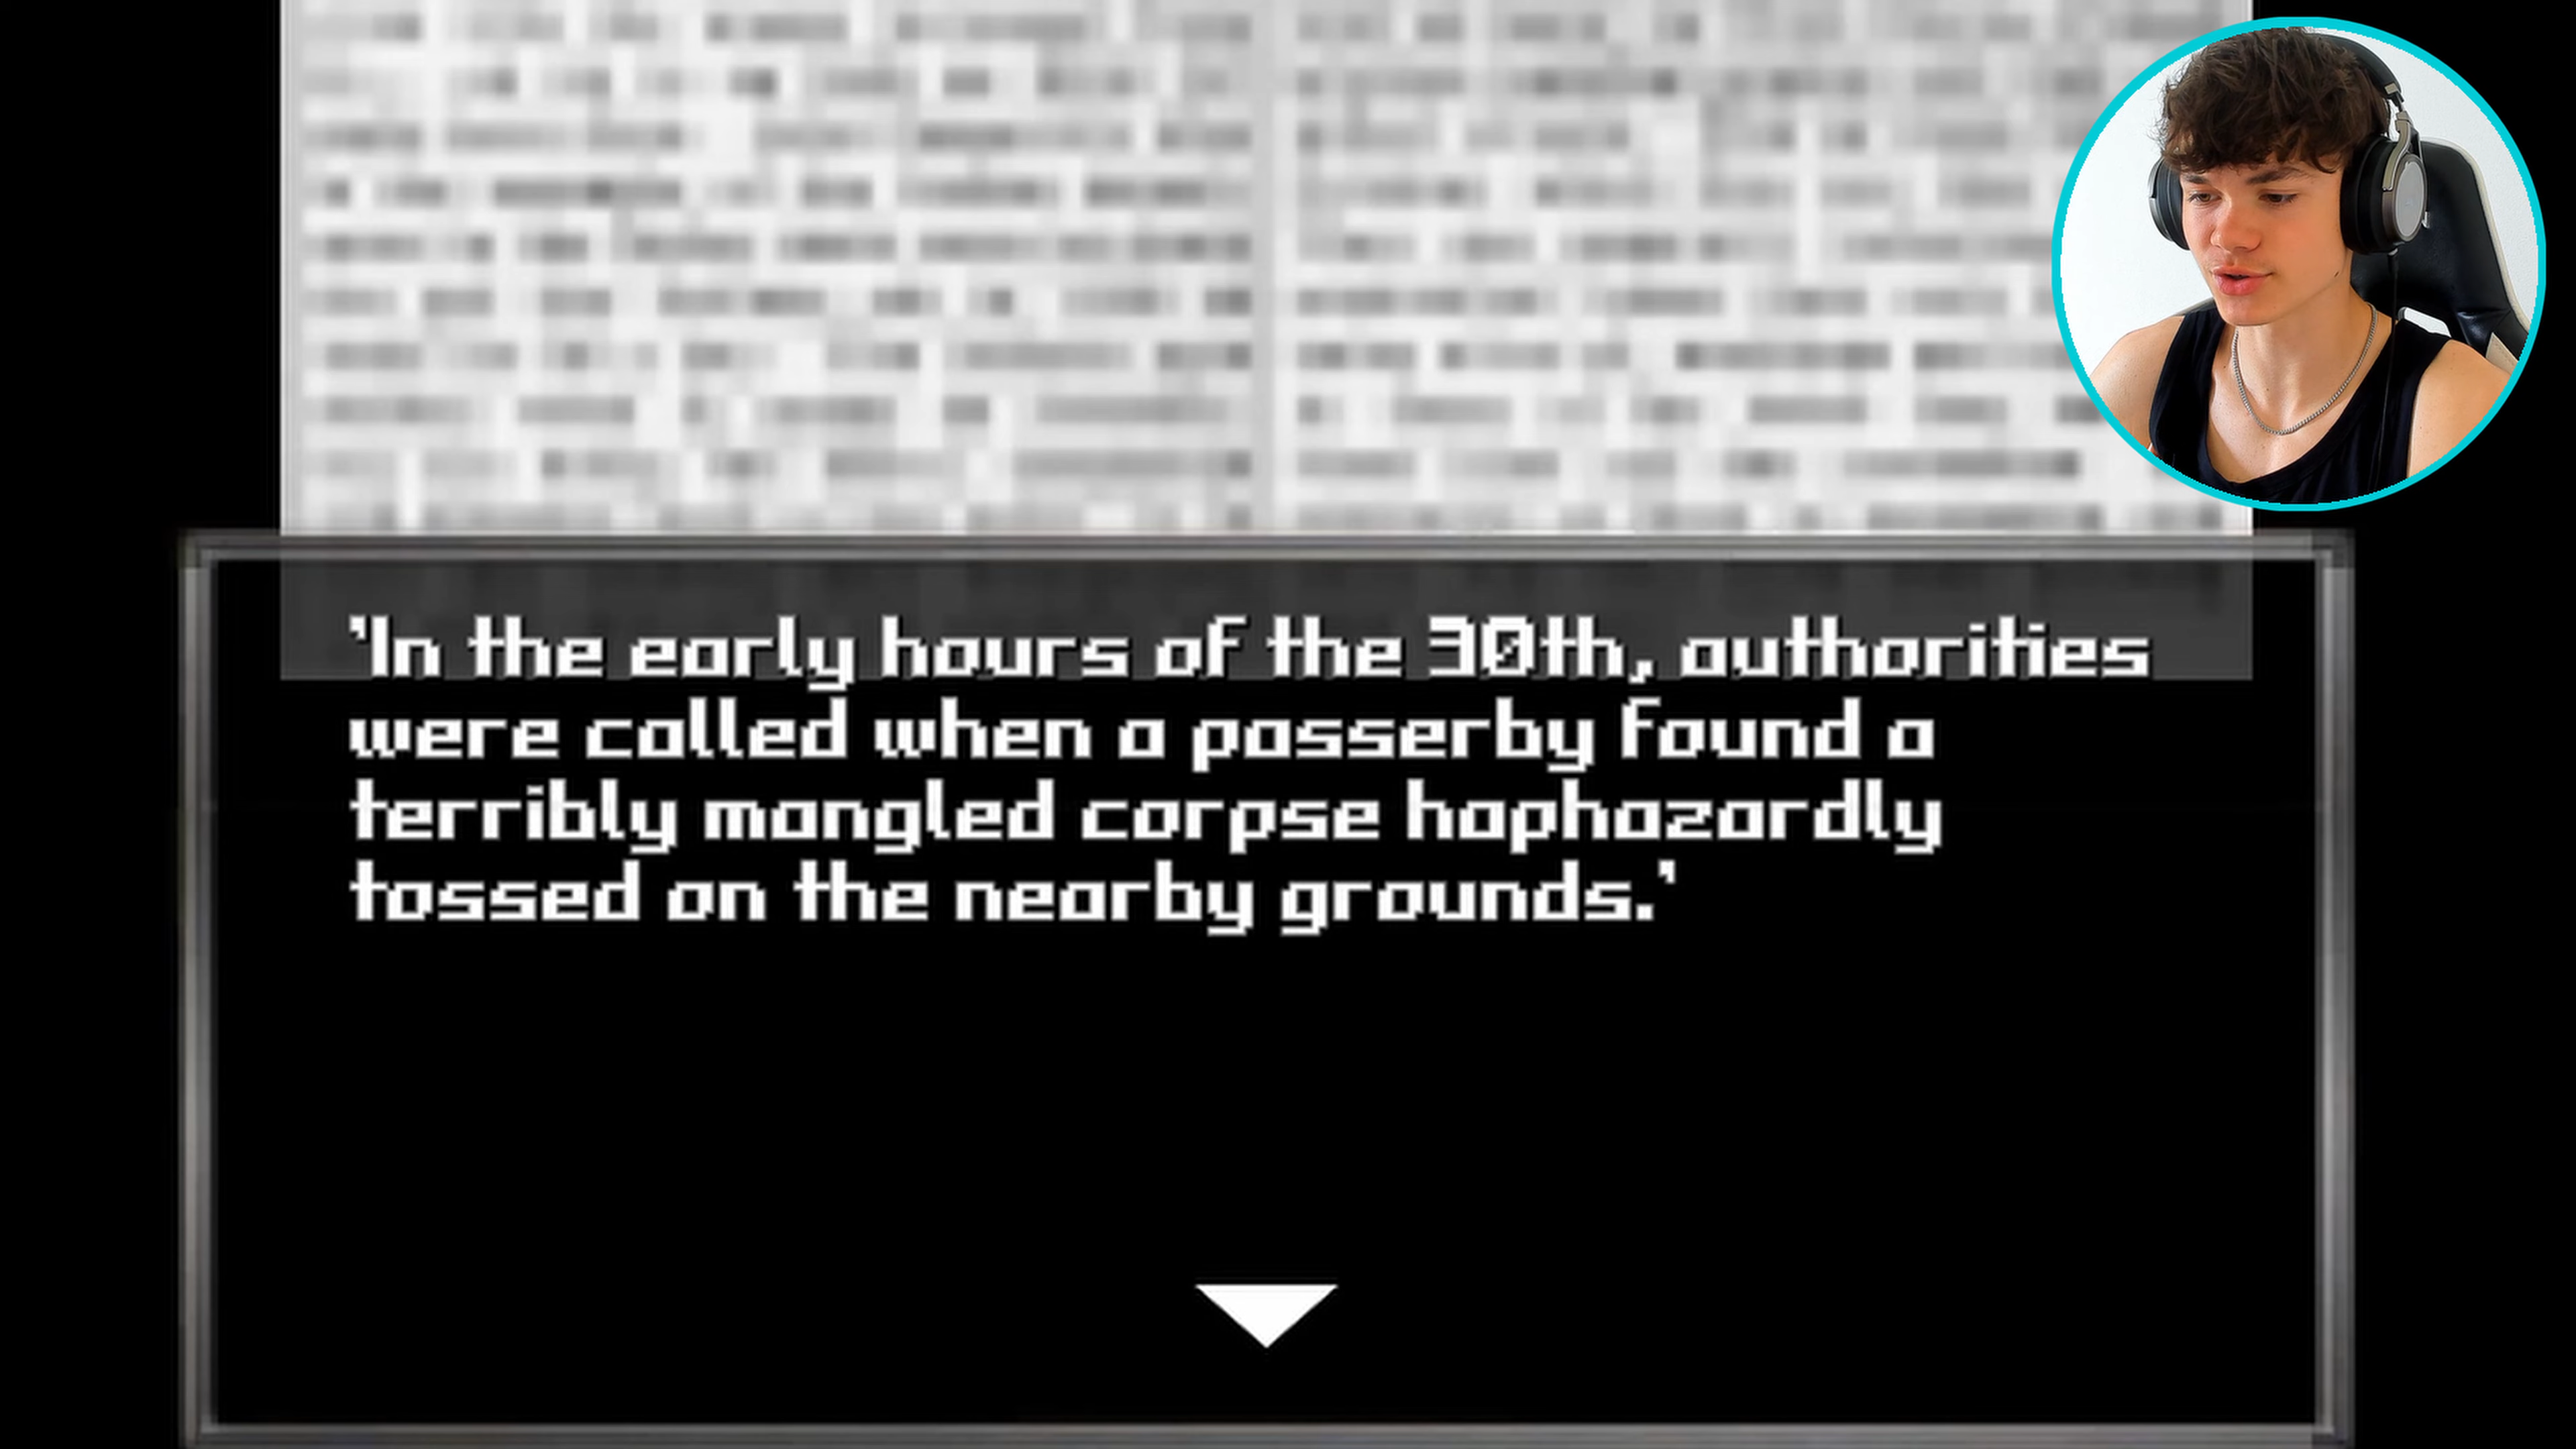 'In the early hours of the 30th, authorities
were called when a passerby found a
terribly mangled corpse haphazardly
tossed on the nearby grounds.'